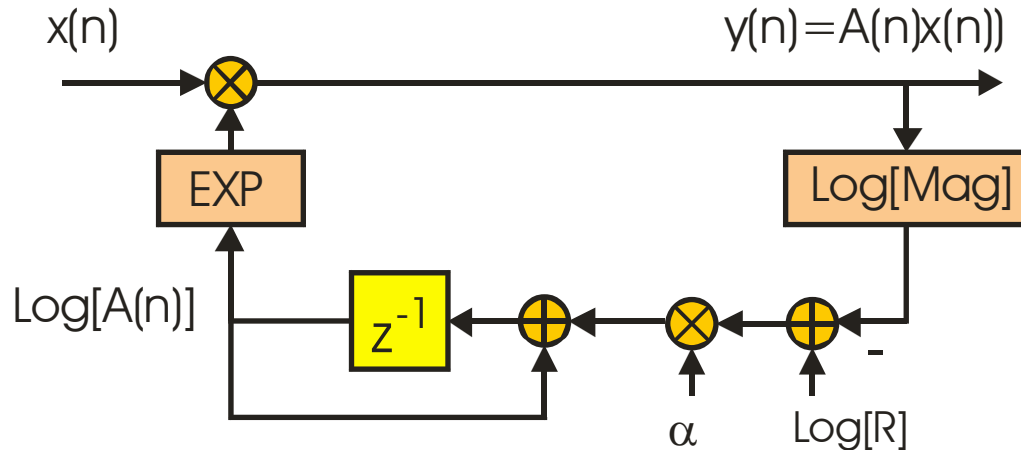 x(n)
y(n)=A(n)x(n))
EXP
Log[Mag]
Log[A(n)]
z⁻¹
-
α
Log[R]